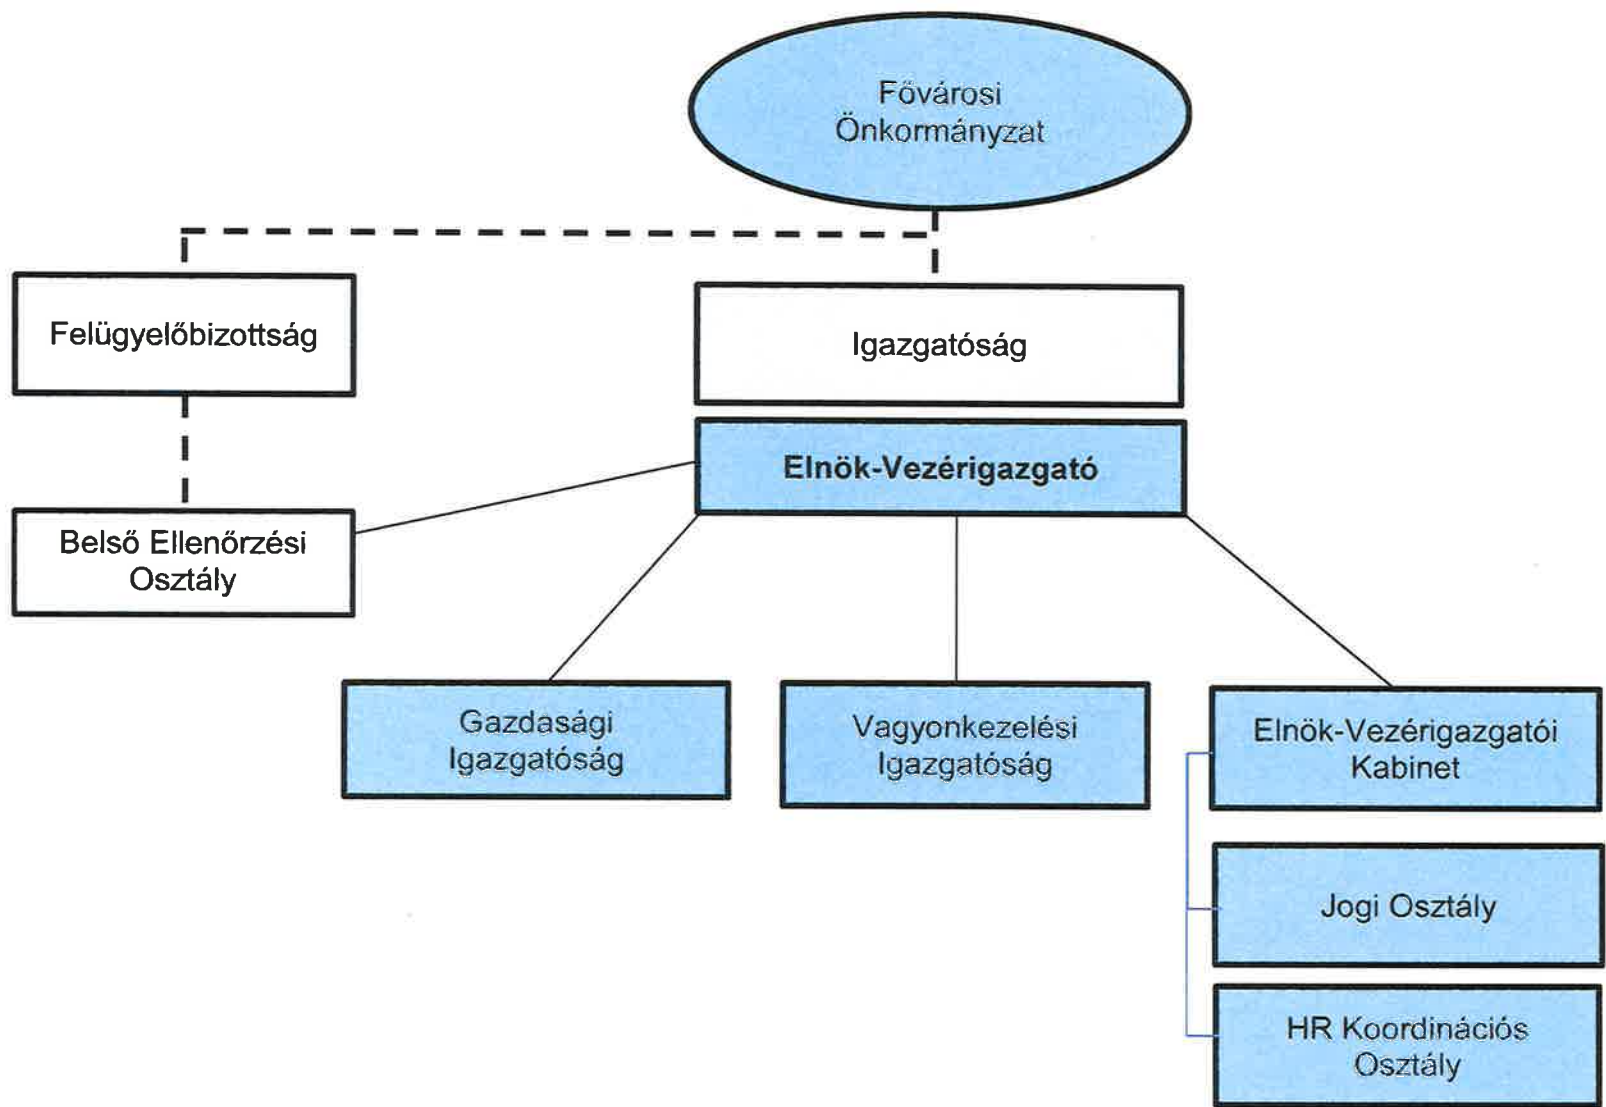 Fővárosi
Önkormányzat
Felügyelőbizottság
Igazgatóság
Elnök-Vezérigazgató
Belső Ellenőrzési
Osztály
Gazdasági
Igazgatóság
Vagyonkezelési
Igazgatóság
Elnök-Vezérigazgatói
Kabinet
Jogi Osztály
HR Koordinációs
Osztály